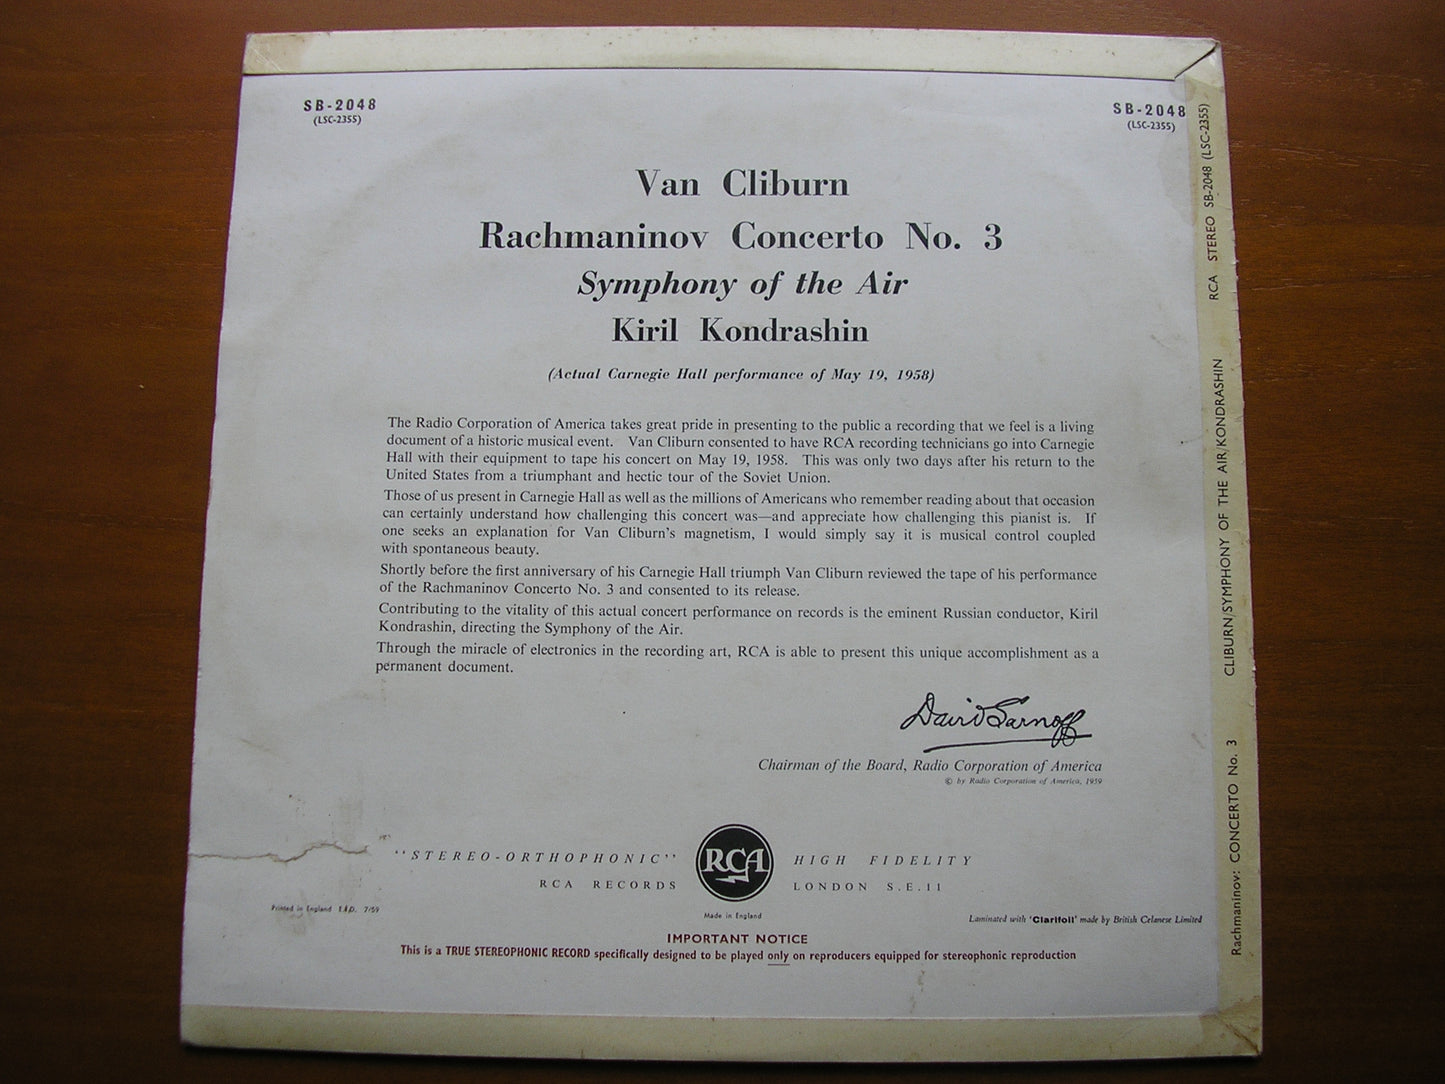 SB-2048
(LSC-2355)
SB-2048
(LSC-2355)
Van Cliburn
Rachmaninov Concerto No. 3
Symphony of the Air
Kiril Kondrashin
(Actual Carnegie Hall performance of May 19, 1958)
The Radio Corporation of America takes great pride in presenting to the public a recording that we feel is a living
document of a historic musical event. Van Cliburn consented to have RCA recording technicians go into Carnegie
Hall with their equipment to tape his concert on May 19, 1958. This was only two days after his return to the
United States from a triumphant and hectic tour of the Soviet Union.
Those of us present in Carnegie Hall as well as the millions of Americans who remember reading about that occasion
can certainly understand how challenging this concert was—and appreciate how challenging this pianist is. If
one seeks an explanation for Van Cliburn's magnetism, I would simply say it is musical control coupled
with spontaneous beauty.
Shortly before the first anniversary of his Carnegie Hall triumph Van Cliburn reviewed the tape of his performance
of the Rachmaninov Concerto No. 3 and consented to its release.
Contributing to the vitality of this actual concert performance on records is the eminent Russian conductor, Kiril
Kondrashin, directing the Symphony of the Air.
Through the miracle of electronics in the recording art, RCA is able to present this unique accomplishment as a
permanent document.
David Sarnoff
Chairman of the Board, Radio Corporation of America
© by Radio Corporation of America, 1959
"STEREO-ORTHOPHONIC" RCA HIGH FIDELITY
RCA RECORDS LONDON S.E.11
Printed in England E.J.D. 7/59
Made in England
Laminated with 'Clarifoil' made by British Celanese Limited
IMPORTANT NOTICE
This is a TRUE STEREOPHONIC RECORD specifically designed to be played only on reproducers equipped for stereophonic reproduction
Rachmaninov: CONCERTO No. 3 CLIBURN/SYMPHONY OF THE AIR/KONDRASHIN RCA STEREO SB-2048 (LSC-2355)